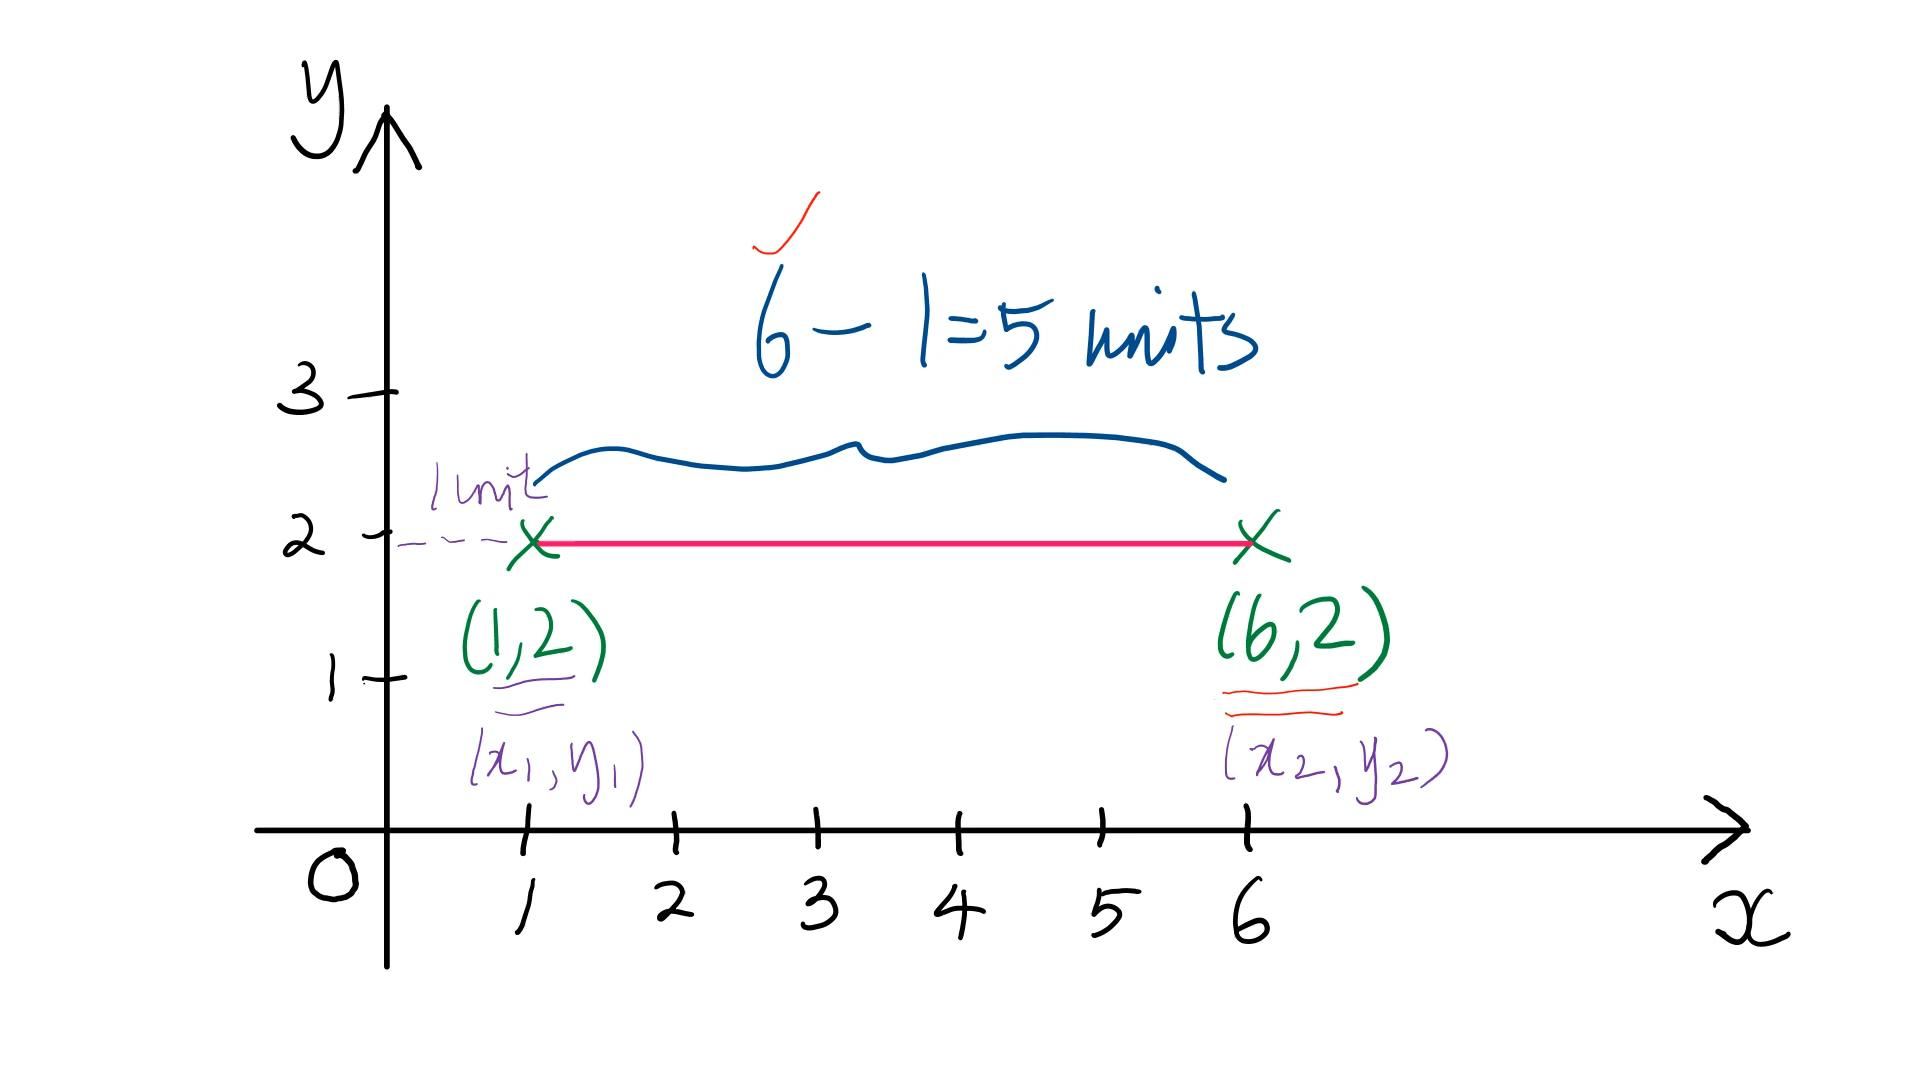 y
6 - 1 = 5 units
3
1 unit
2
(1,2) (6,2)
1
(x₁, y₁) (x₂, y₂)
0 1 2 3 4 5 6 x